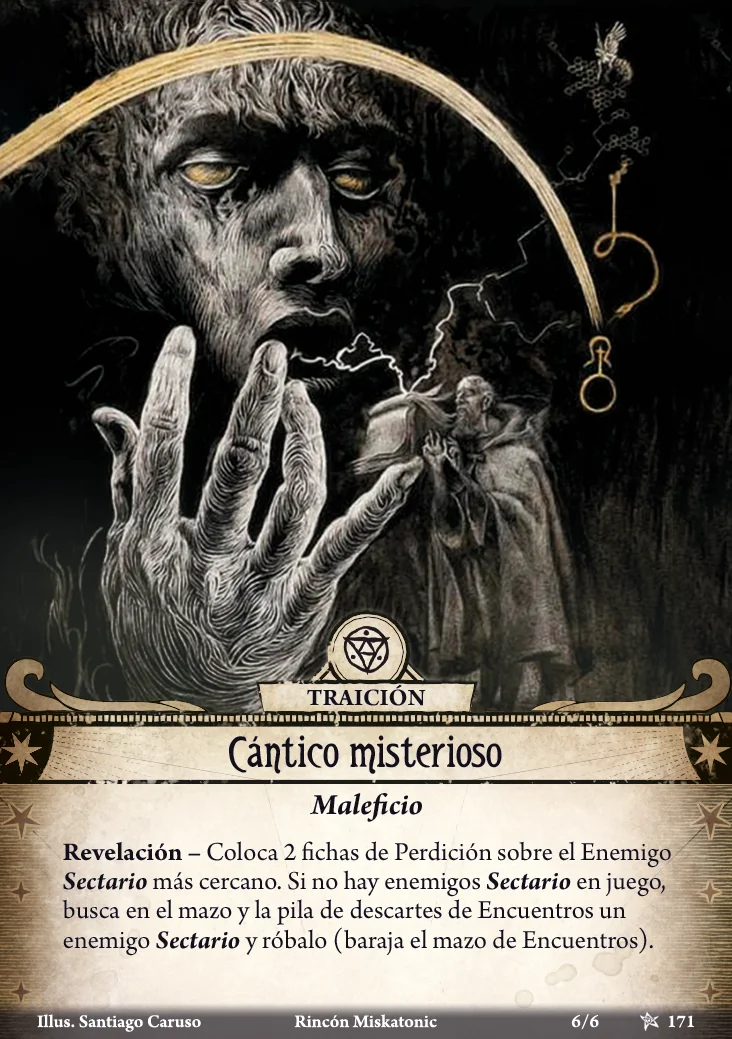 TRAICIÓN
Cántico misterioso
Maleficio
Revelación – Coloca 2 fichas de Perdición sobre el Enemigo
Sectario más cercano. Si no hay enemigos Sectario en juego,
busca en el mazo y la pila de descartes de Encuentros un
enemigo Sectario y róbalo (baraja el mazo de Encuentros).
Illus. Santiago Caruso Rincón Miskatonic 6/6 171